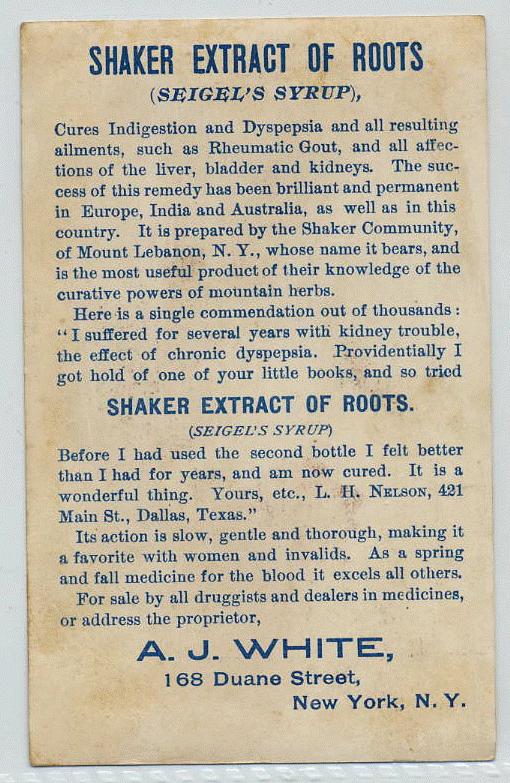 SHAKER EXTRACT OF ROOTS
(SEIGEL'S SYRUP),
Cures Indigestion and Dyspepsia and all resulting
ailments, such as Rheumatic Gout, and all affec-
tions of the liver, bladder and kidneys. The suc-
cess of this remedy has been brilliant and permanent
in Europe, India and Australia, as well as in this
country. It is prepared by the Shaker Community,
of Mount Lebanon, N. Y., whose name it bears, and
is the most useful product of their knowledge of the
curative powers of mountain herbs.
Here is a single commendation out of thousands:
"I suffered for several years with kidney trouble,
the effect of chronic dyspepsia. Providentially I
got hold of one of your little books, and so tried
SHAKER EXTRACT OF ROOTS.
(SEIGEL'S SYRUP)
Before I had used the second bottle I felt better
than I had for years, and am now cured. It is a
wonderful thing. Yours, etc., L. H. NELSON, 421
Main St., Dallas, Texas."
Its action is slow, gentle and thorough, making it
a favorite with women and invalids. As a spring
and fall medicine for the blood it excels all others.
For sale by all druggists and dealers in medicines,
or address the proprietor,
A. J. WHITE,
168 Duane Street,
New York, N. Y.